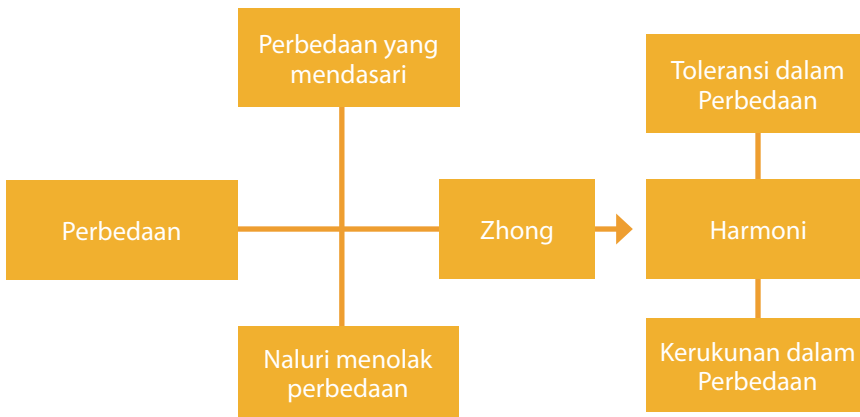 Perbedaan yang
mendasari
Toleransi dalam
Perbedaan
Perbedaan
Zhong
Harmoni
Naluri menolak
perbedaan
Kerukunan dalam
Perbedaan